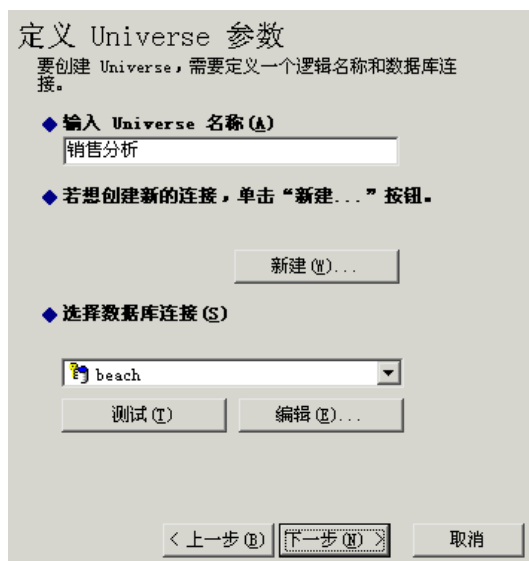 定义 Universe 参数
要创建 Universe，需要定义一个逻辑名称和数据库连
接。
◆输入 Universe 名称(A)
销售分析
◆若想创建新的连接，单击“新建...”按钮。
新建(W)...
◆选择数据库连接(S)
beach
测试(T) 编辑(E)...
< 上一步(B) 下一步(N) > 取消